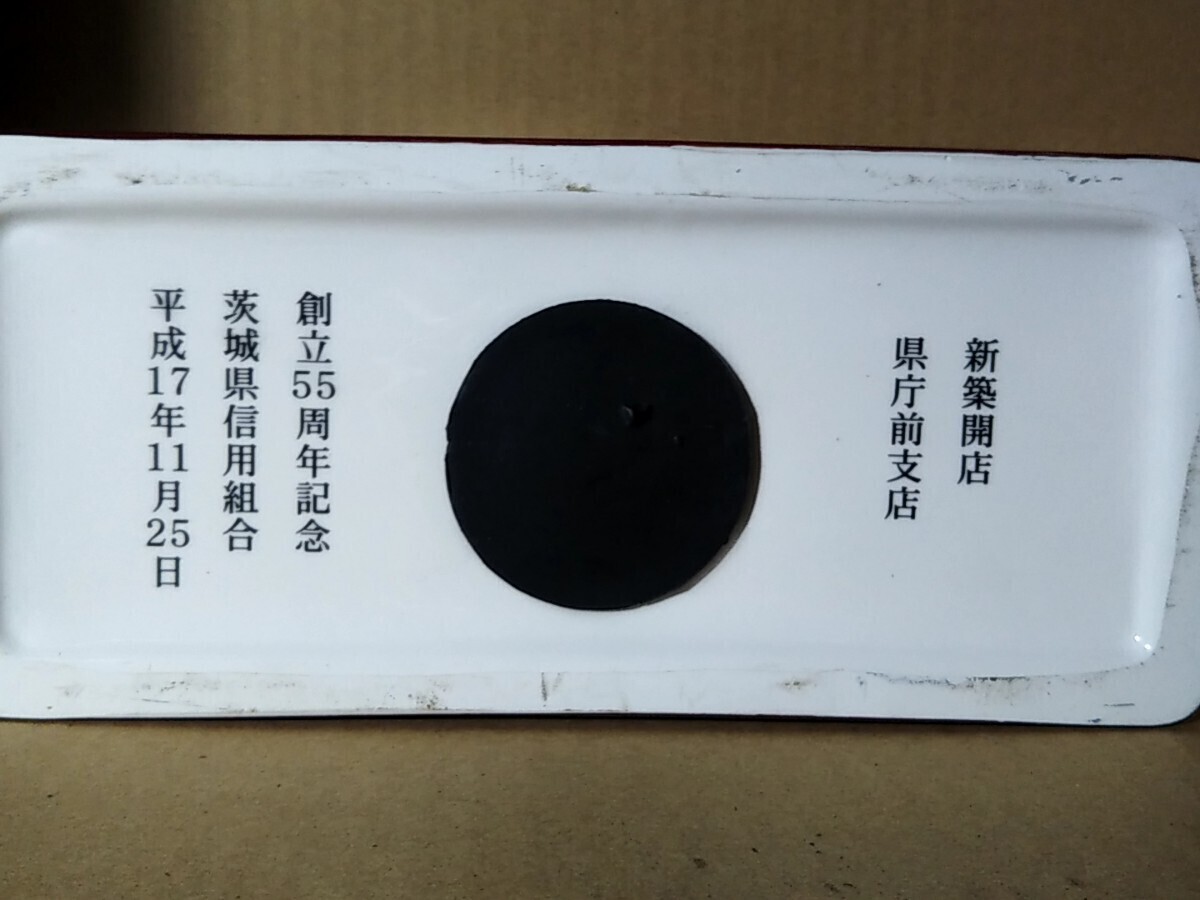 新築開店
県庁前支店
創立55周年記念
茨城県信用組合
平成17年11月25日